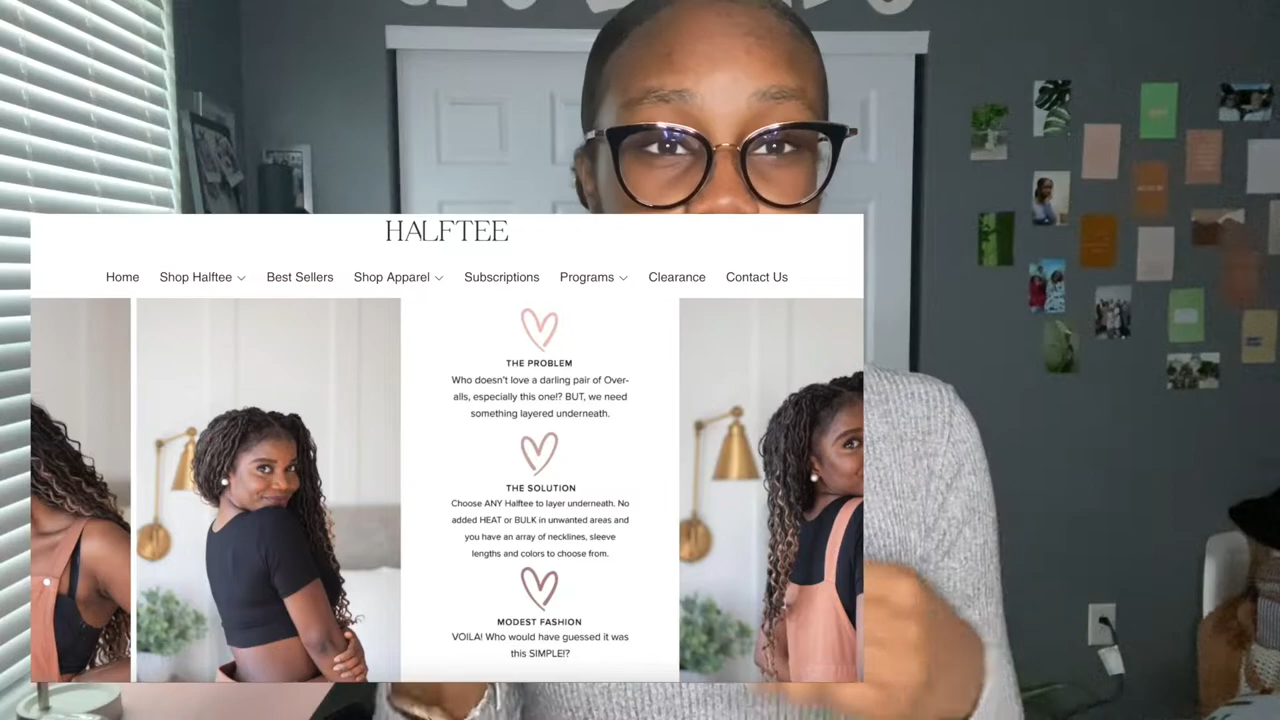 HALFTEE
Home Shop Halftee Best Sellers Shop Apparel Subscriptions Programs Clearance Contact Us
THE PROBLEM
Who doesn't love a darling pair of Over-
alls, especially this one!? BUT, we need
something layered underneath.
THE SOLUTION
Choose ANY Halftee to layer underneath. No
added HEAT or BULK in unwanted areas and
you have an array of necklines, sleeve
lengths and colors to choose from.
MODEST FASHION
VOILA! Who would have guessed it was
this SIMPLE!?